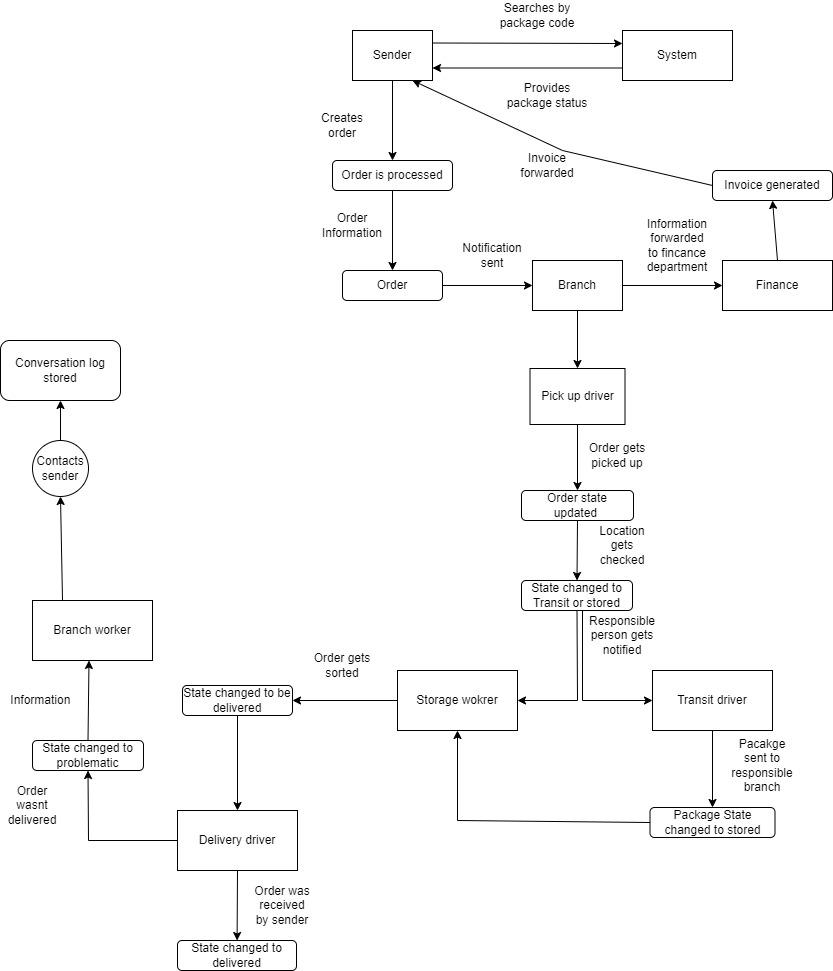 Searches by
package code
Sender
System
Provides
package status
Creates
order
Invoice
forwarded
Order is processed
Invoice generated
Order
Information
Information
forwarded
to fincance
department
Notification
sent
Order
Branch
Finance
Conversation log
stored
Pick up driver
Contacts
sender
Order gets
picked up
Order state
updated
Location
gets
checked
State changed to
Transit or stored
Responsible
person gets
notified
Branch worker
Order gets
sorted
Information
State changed to be
delivered
Storage wokrer
Transit driver
State changed to
problematic
Pacakge
sent to
responsible
branch
Order
wasnt
delivered
Package State
changed to stored
Delivery driver
Order was
received
by sender
State changed to
delivered